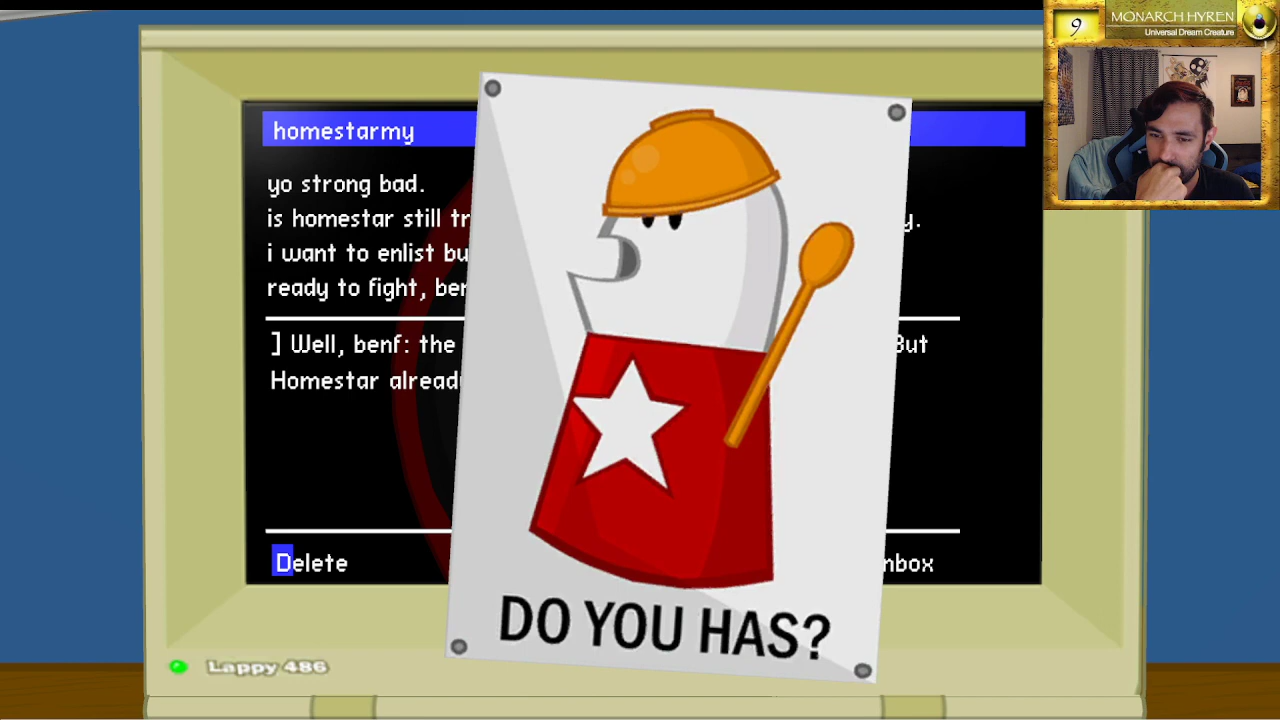 9
MONARCH HYREN
Universal Dream Creature
homestarmy
yo strong bad.
is homestar still tr y.
i want to enlist bu
ready to fight, ber
] Well, benf: the But
Homestar alread
Delete nbox
DO YOU HAS?
Lappy 486